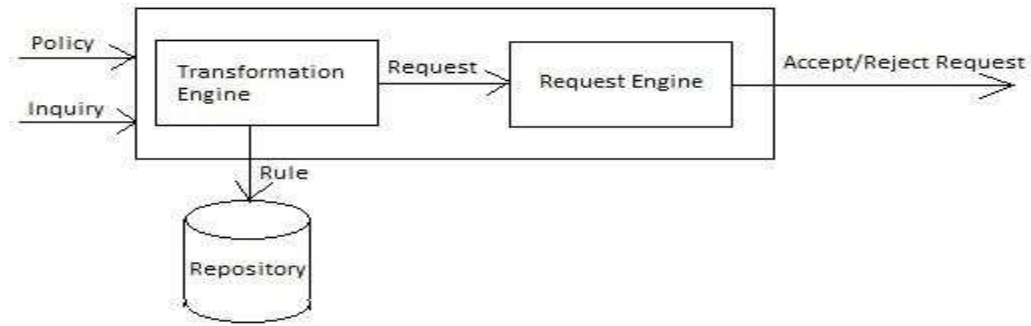 Policy
Inquiry
Transformation
Engine
Request
Request Engine
Accept/Reject Request
Rule
Repository